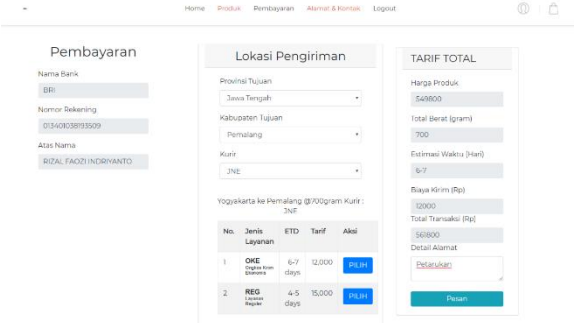 Home Produk Pembayaran Alamat & Kontak Logout
Pembayaran
Nama Bank
BRI
Nomor Rekening
013401038193509
Atas Nama
RIZAL FAOZI INDRIYANTO
Lokasi Pengiriman
Provinsi Tujuan
Jawa Tengah
Kabupaten Tujuan
Pemalang
Kurir
JNE
Yogyakarta ke Pemalang @700gram Kurir :
JNE
No. Jenis Layanan ETD Tarif Aksi
1 OKE Ongkos Kirim Ekonomis 6-7 days 12,000 PILIH
2 REG Layanan Reguler 4-5 days 15,000 PILIH
TARIF TOTAL
Harga Produk
549800
Total Berat (gram)
700
Estimasi Waktu (Hari)
6-7
Biaya Kirim (Rp)
12000
Total Transaksi (Rp)
561800
Detail Alamat
Petarukan
Pesan